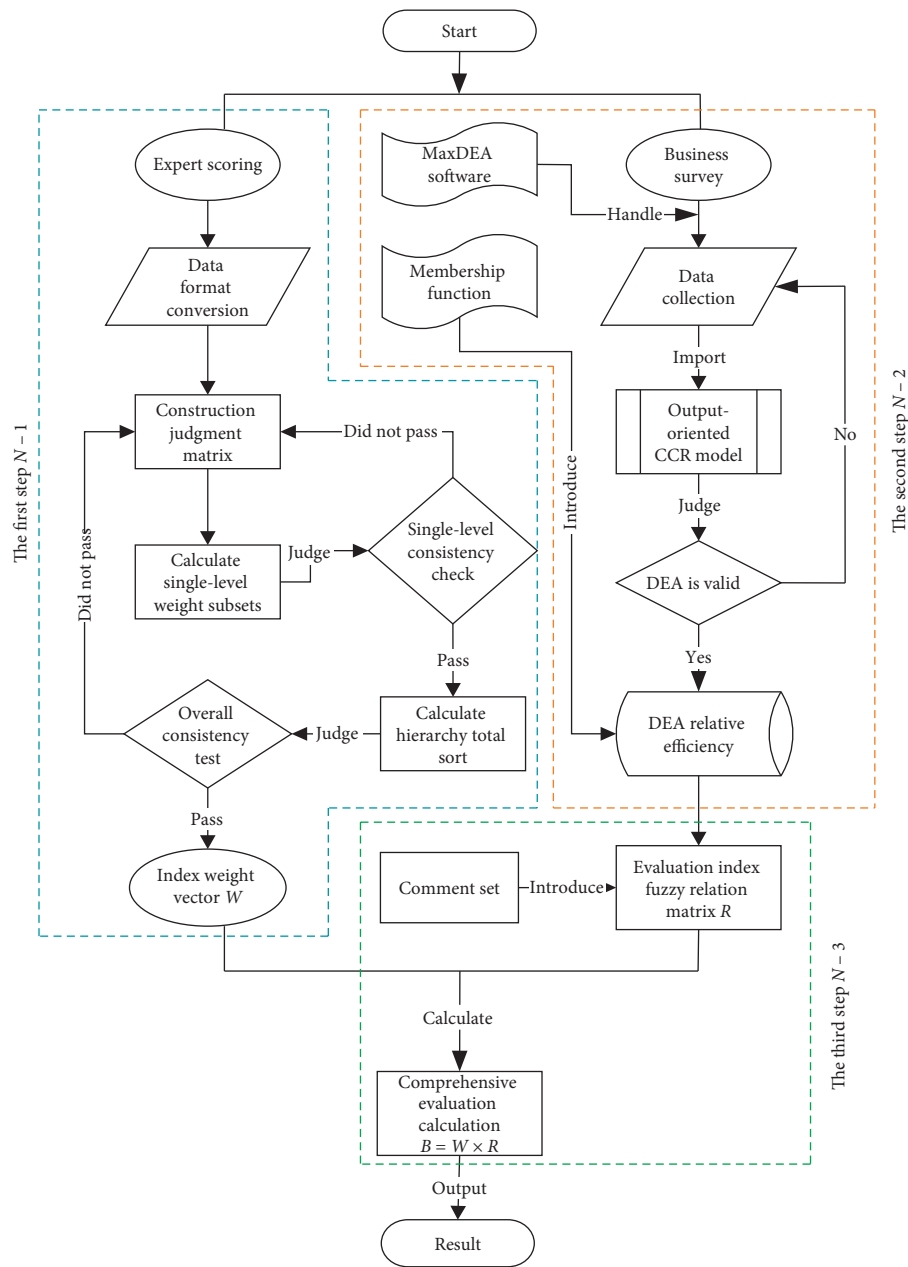 Start
The first step N – 1
Expert scoring
Data
format
conversion
Construction
judgment
matrix
Did not pass
Did not pass
Calculate
single-level
weight subsets
Judge
Single-level
consistency
check
Pass
Calculate
hierarchy total
sort
Judge
Overall
consistency
test
Pass
Index weight
vector W
The second step N – 2
MaxDEA
software
Business
survey
Handle
Membership
function
Data
collection
Import
Output-
oriented
CCR model
No
Introduce
Judge
DEA is valid
Yes
DEA relative
efficiency
The third step N – 3
Comment set
Introduce
Evaluation index
fuzzy relation
matrix R
Calculate
Comprehensive
evaluation
calculation
B = W × R
Output
Result